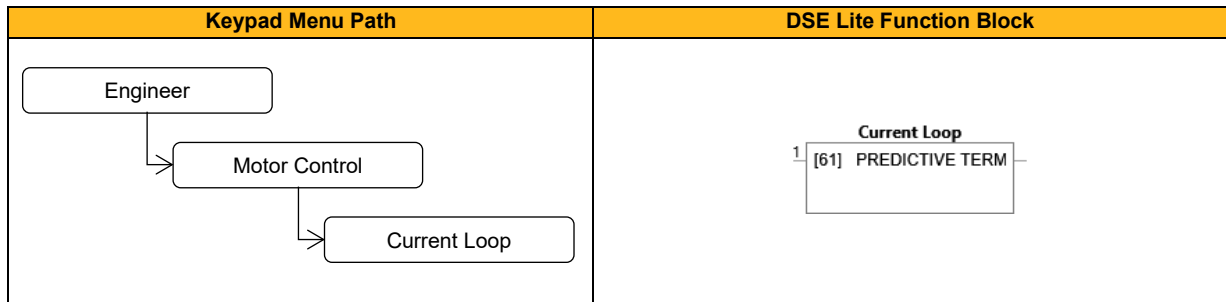 Keypad Menu Path
DSE Lite Function Block
Engineer
Motor Control
Current Loop
Current Loop
1
[61] PREDICTIVE TERM